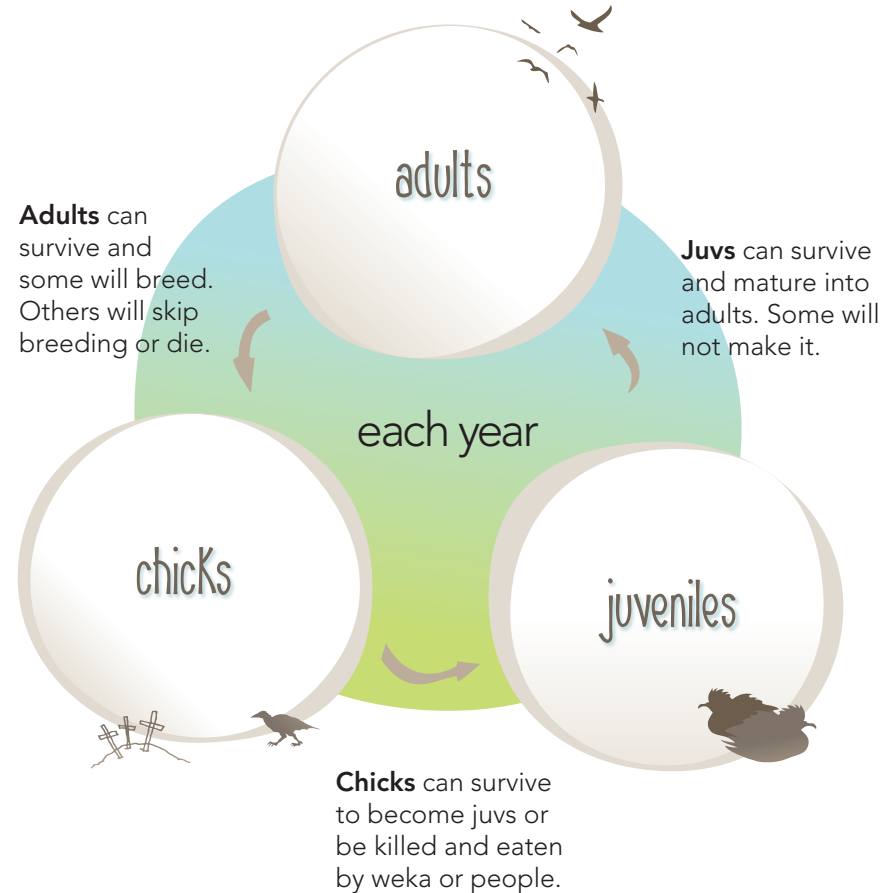 adults
Adults can
survive and
some will breed.
Others will skip
breeding or die.
Juvs can survive
and mature into
adults. Some will
not make it.
each year
chicks
juveniles
Chicks can survive
to become juvs or
be killed and eaten
by weka or people.